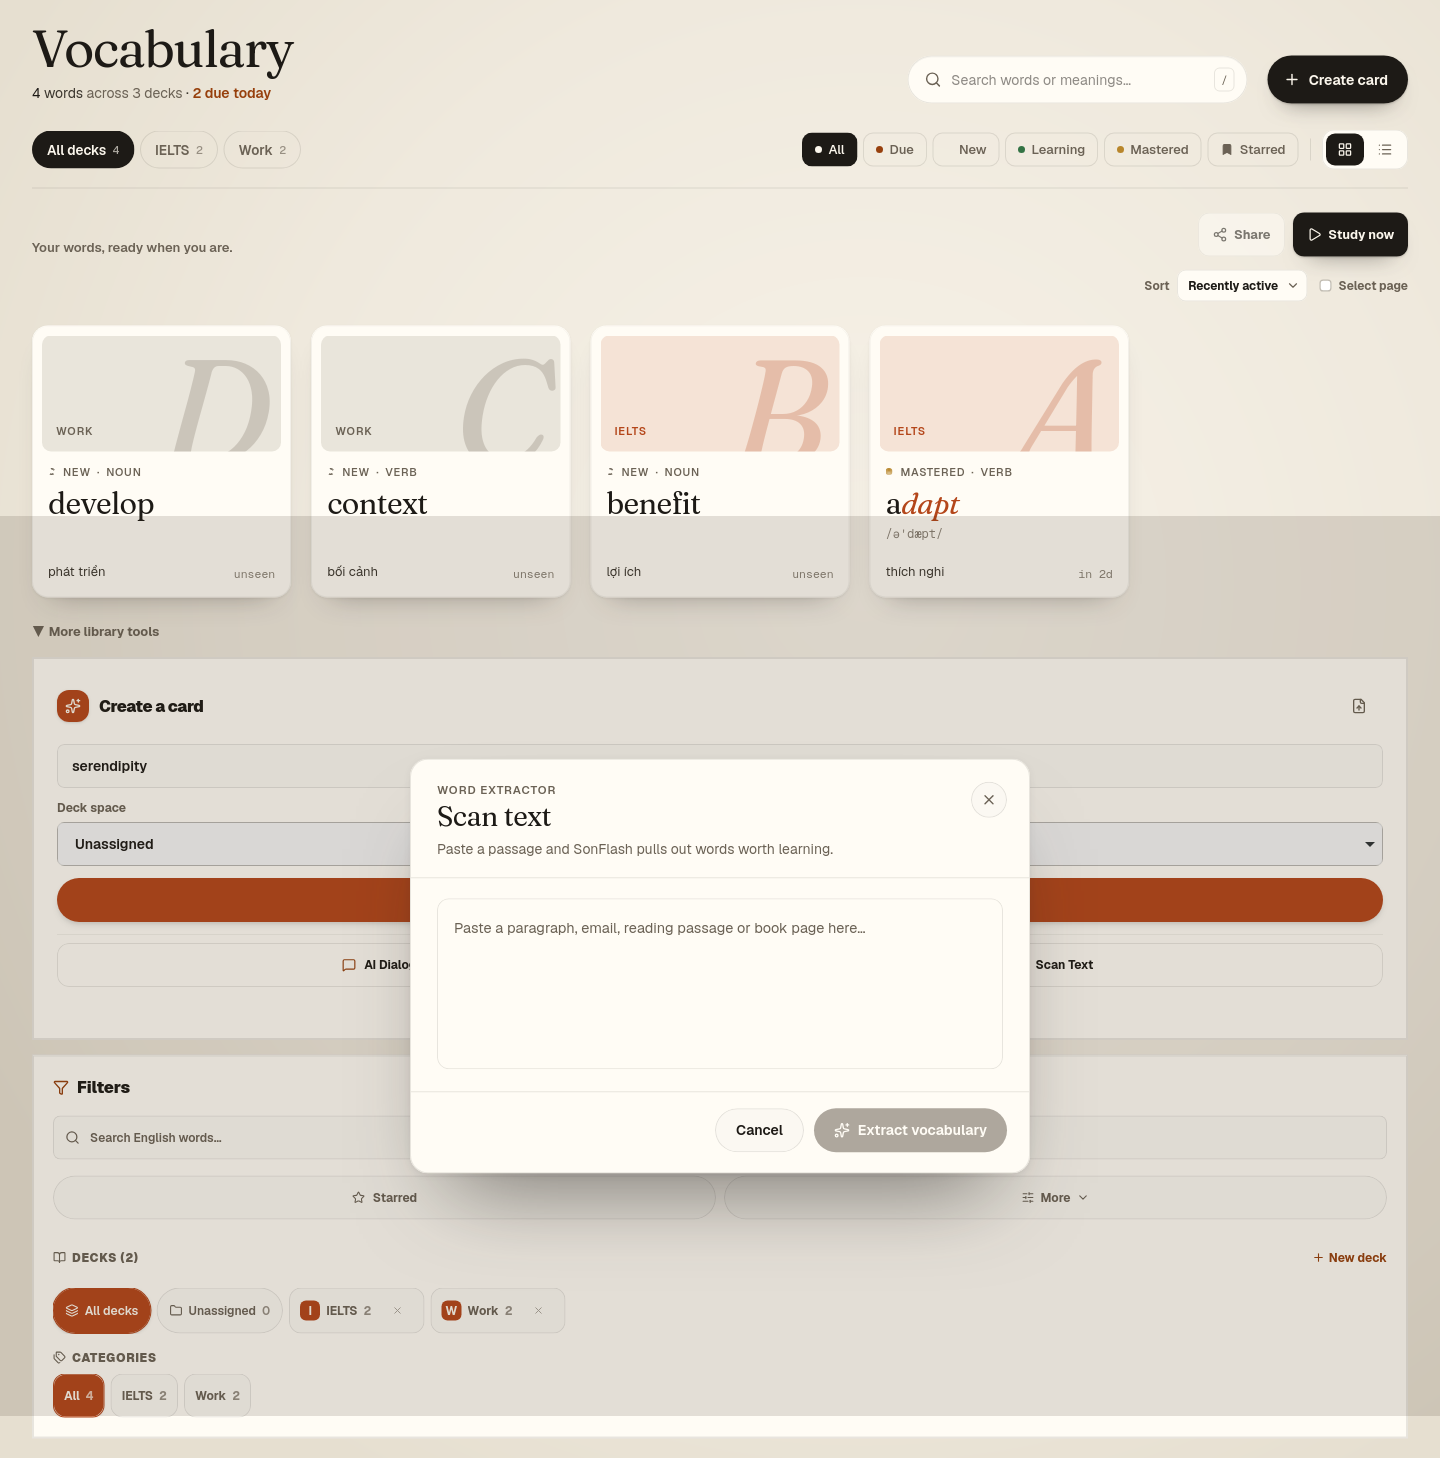 Vocabulary
4 words across 3 decks · 2 due today
Search words or meanings...
/
Create card
All decks 4
IELTS 2
Work 2
All
Due
New
Learning
Mastered
Starred
Your words, ready when you are.
Share
Study now
Sort
Recently active
Select page
D
WORK
NEW · NOUN
develop
phát triển
unseen
C
WORK
NEW · VERB
context
bối cảnh
unseen
B
IELTS
NEW · NOUN
benefit
lợi ích
unseen
A
IELTS
MASTERED · VERB
adapt
/əˈdæpt/
thích nghi
in 2d
▼ More library tools
Create a card
serendipity
Deck space
Unassigned
AI Dialo
Scan Text
WORD EXTRACTOR
Scan text
Paste a passage and SonFlash pulls out words worth learning.
Paste a paragraph, email, reading passage or book page here...
Cancel
Extract vocabulary
Filters
Search English words...
Starred
More
DECKS (2)
New deck
All decks
Unassigned 0
I IELTS 2 ×
W Work 2 ×
CATEGORIES
All 4
IELTS 2
Work 2